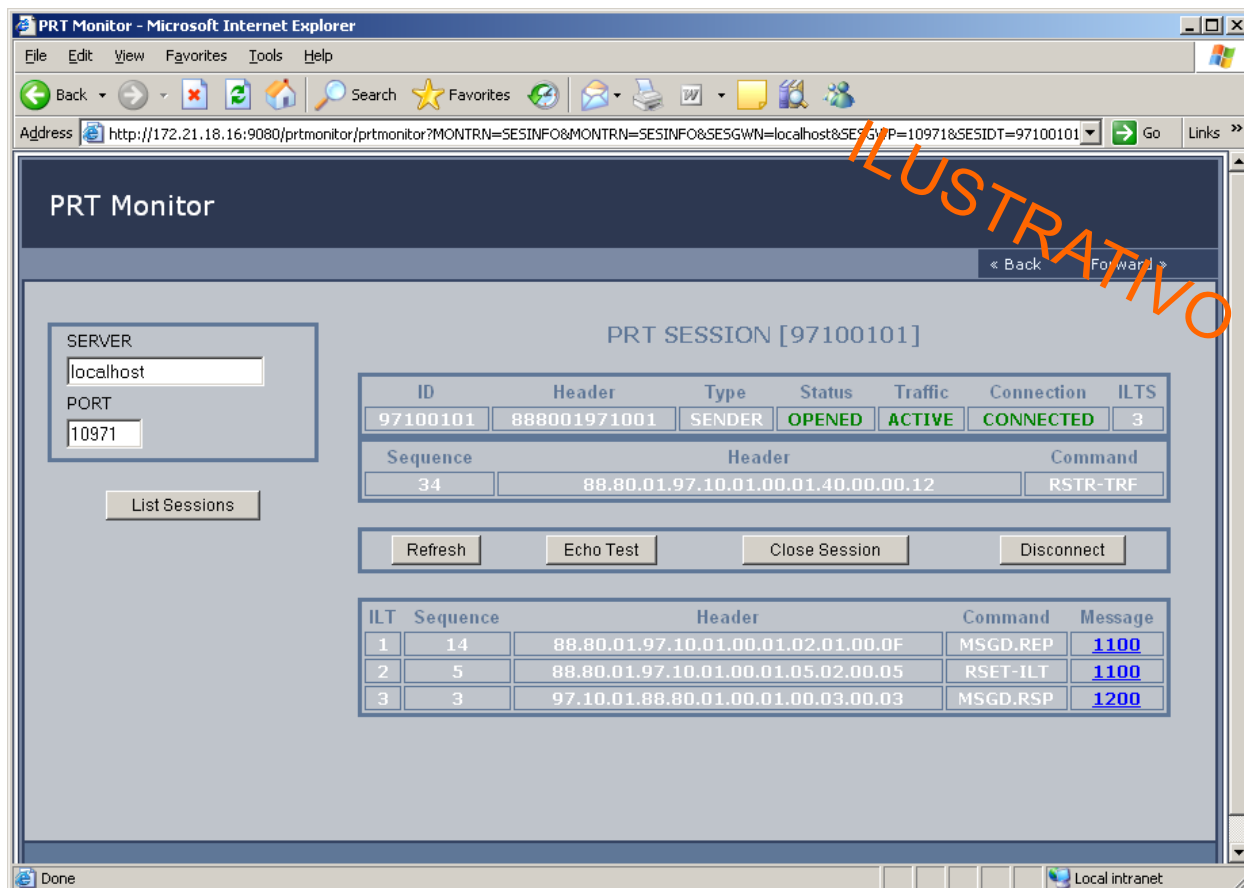 PRT Monitor - Microsoft Internet Explorer
File Edit View Favorites Tools Help
Back Search Favorites
Address http://172.21.18.16:9080/prtmonitor/prtmonitor?MONTRN=SESINFO&MONTRN=SESINFO&SESGWN=localhost&SESGWP=10971&SESIDT=97100101 Go Links »
ILUSTRATIVO
PRT Monitor
« Back Forward »
SERVER
localhost
PORT
10971
List Sessions
PRT SESSION [97100101]
ID Header Type Status Traffic Connection ILTS
97100101 888001971001 SENDER OPENED ACTIVE CONNECTED 3
Sequence Header Command
34 88.80.01.97.10.01.00.01.40.00.00.12 RSTR-TRF
Refresh Echo Test Close Session Disconnect
ILT Sequence Header Command Message
1 14 88.80.01.97.10.01.00.01.02.01.00.0F MSGD.REP 1100
2 5 88.80.01.97.10.01.00.01.05.02.00.05 RSET-ILT 1100
3 3 97.10.01.88.80.01.00.01.00.03.00.03 MSGD.RSP 1200
Done Local intranet